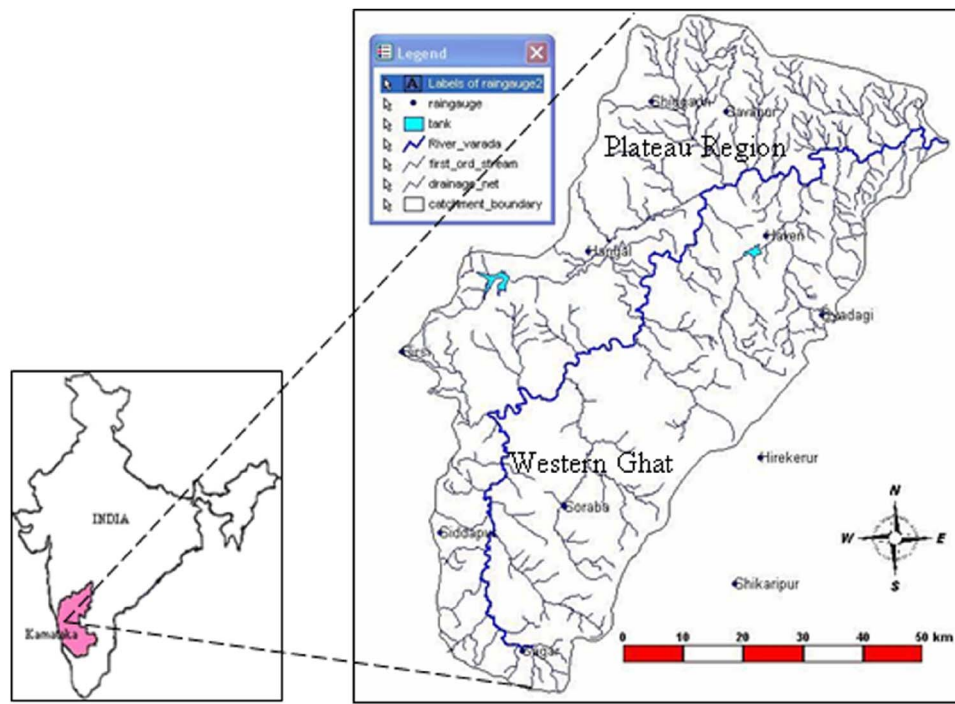 Legend
A Labels of raingauge2
raingauge
tank
River_varada
first_ord_stream
drainage_net
catchment_boundary
Savanur
Plateau Region
Haveri
Hangal
Byadagi
Sirsi
Western Ghat
Hirekerur
Soraba
Siddapur
N
W E
S
Shikaripur
Sagar
0 10 20 30 40 50 km
INDIA
Karnataka